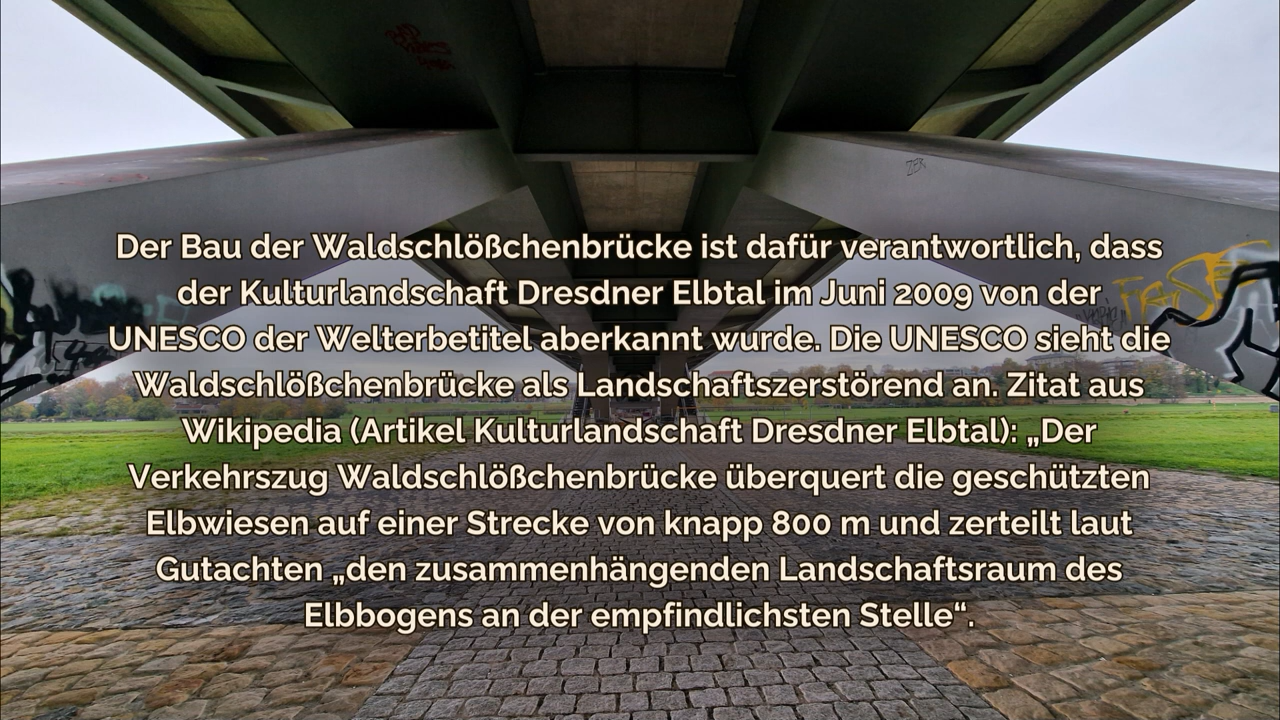 Der Bau der Waldschlößchenbrücke ist dafür verantwortlich, dass
der Kulturlandschaft Dresdner Elbtal im Juni 2009 von der
UNESCO der Welterbetitel aberkannt wurde. Die UNESCO sieht die
Waldschlößchenbrücke als Landschaftszerstörend an. Zitat aus
Wikipedia (Artikel Kulturlandschaft Dresdner Elbtal): „Der
Verkehrszug Waldschlößchenbrücke überquert die geschützten
Elbwiesen auf einer Strecke von knapp 800 m und zerteilt laut
Gutachten „den zusammenhängenden Landschaftsraum des
Elbbogens an der empfindlichsten Stelle“.